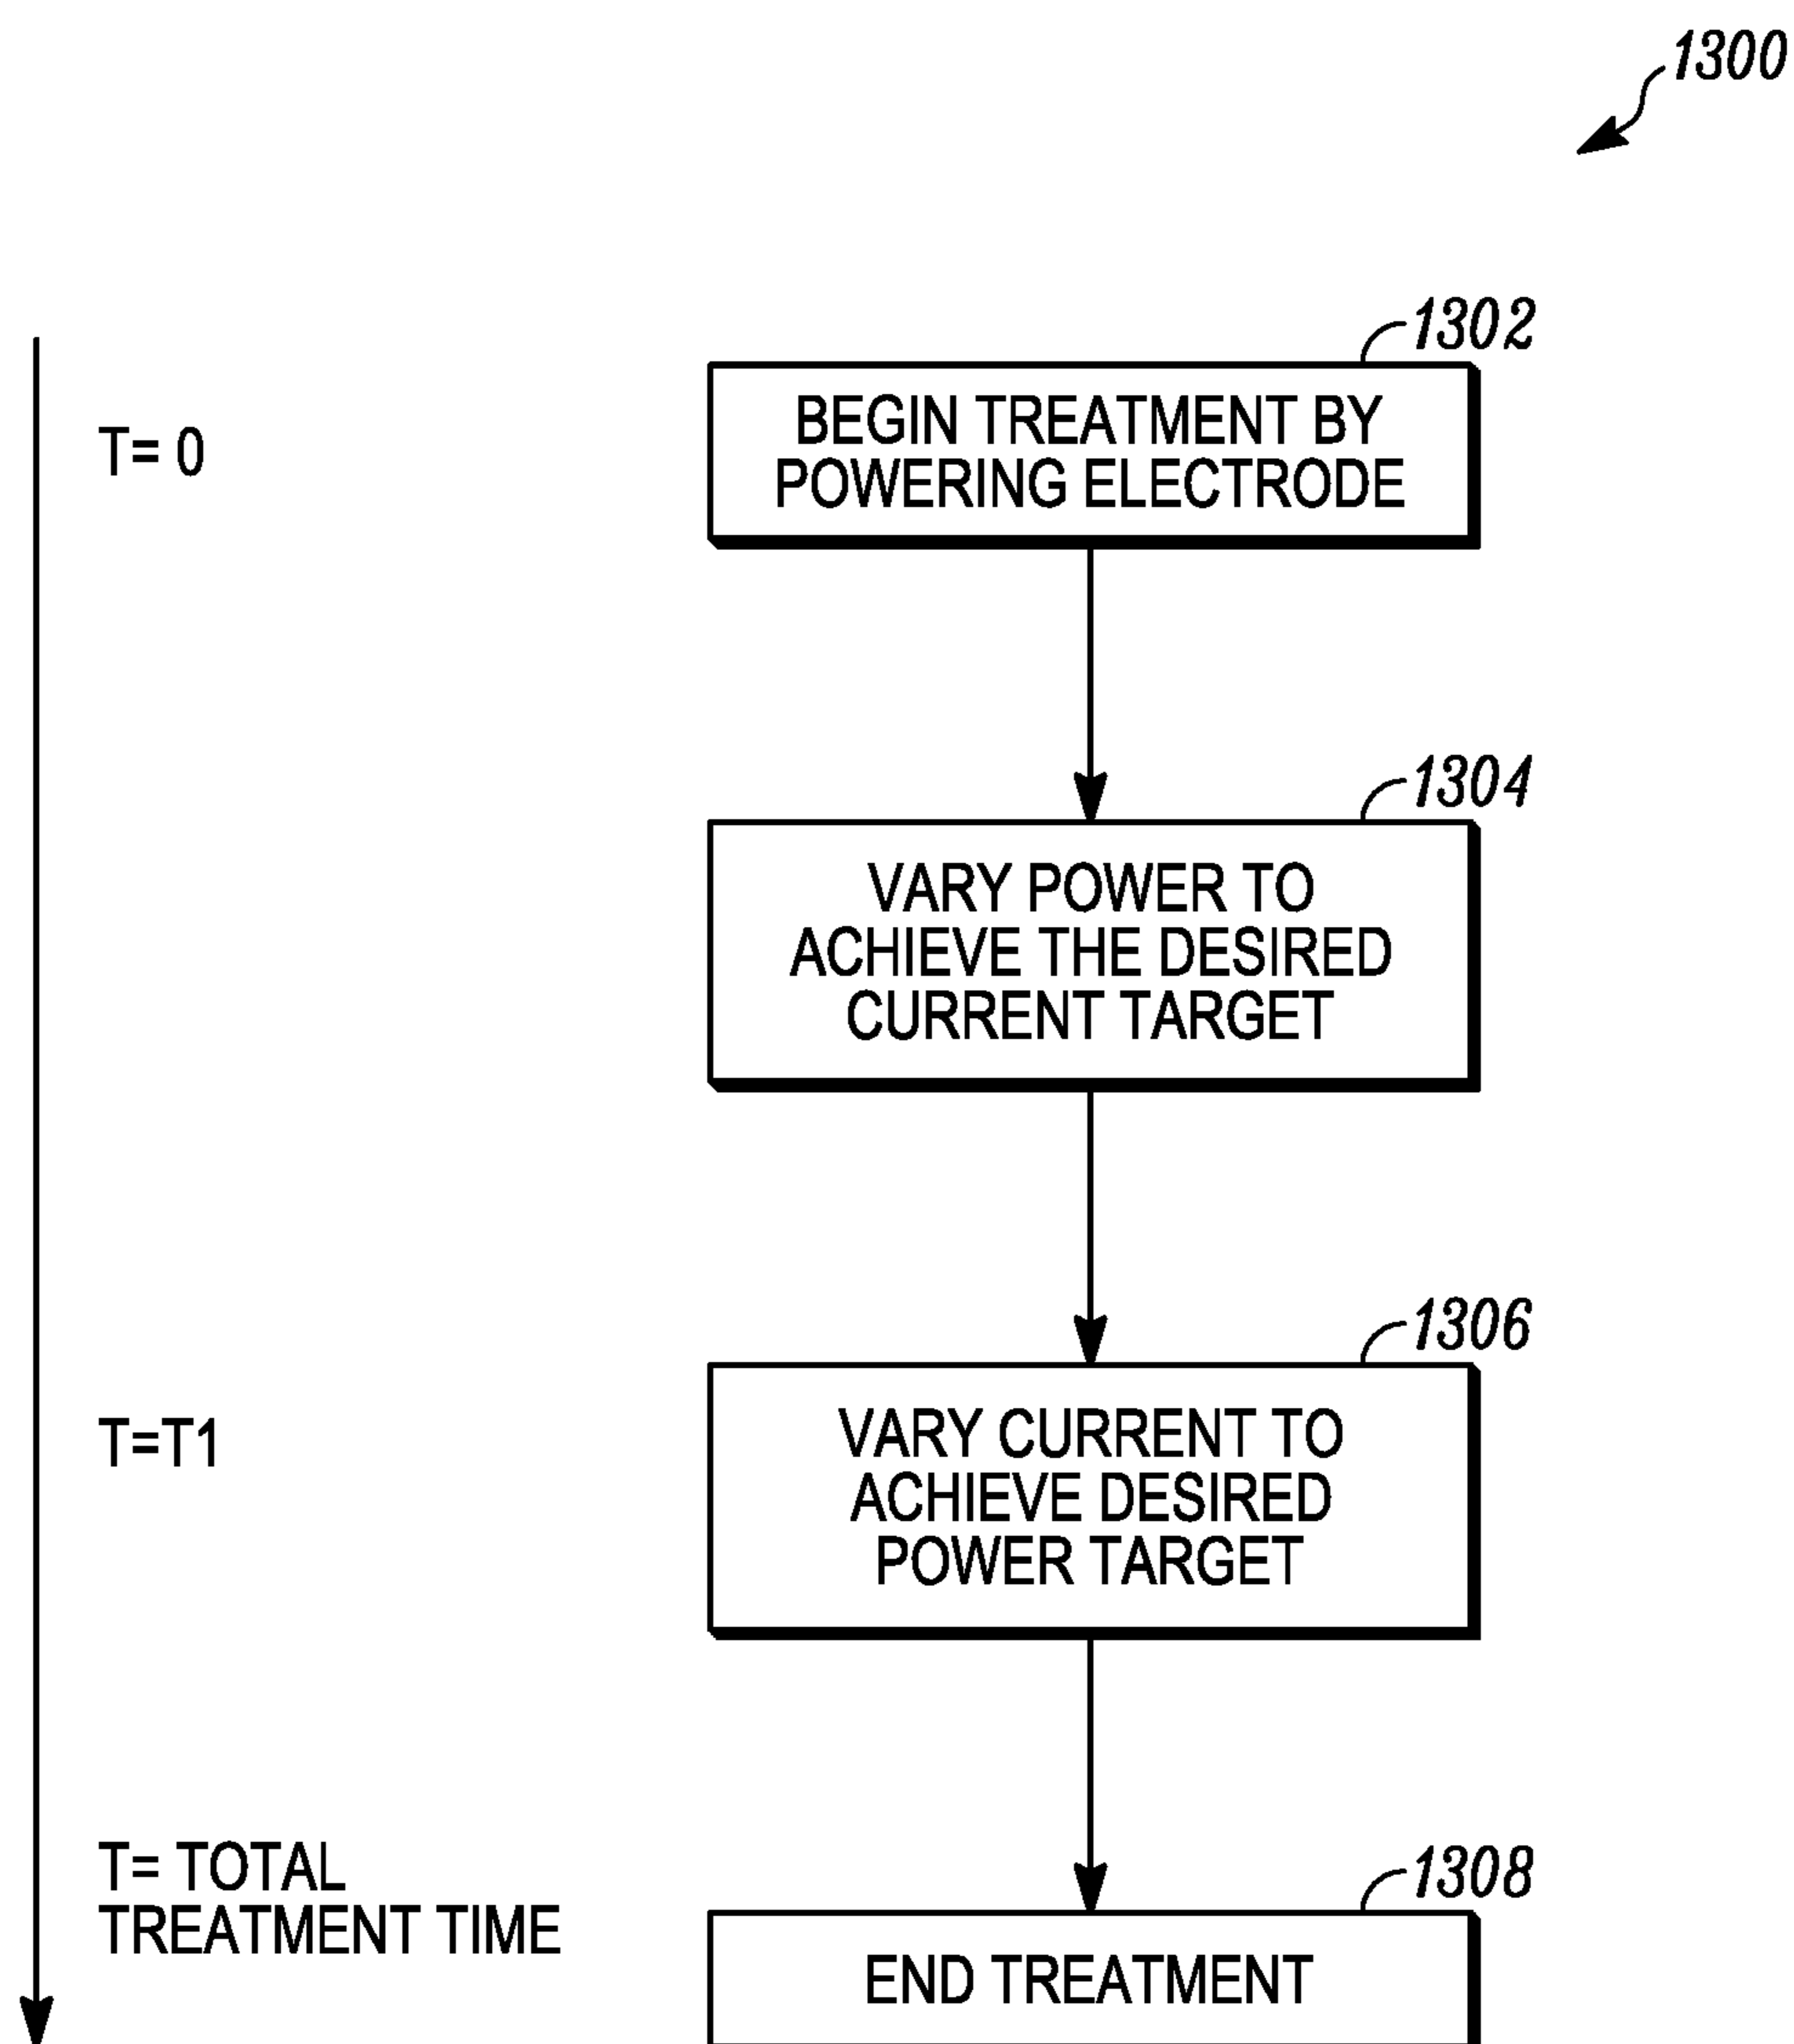 1300
1302
BEGIN TREATMENT BY
POWERING ELECTRODE
T= 0
1304
VARY POWER TO
ACHIEVE THE DESIRED
CURRENT TARGET
1306
VARY CURRENT TO
ACHIEVE DESIRED
POWER TARGET
T=T1
T= TOTAL
TREATMENT TIME
1308
END TREATMENT